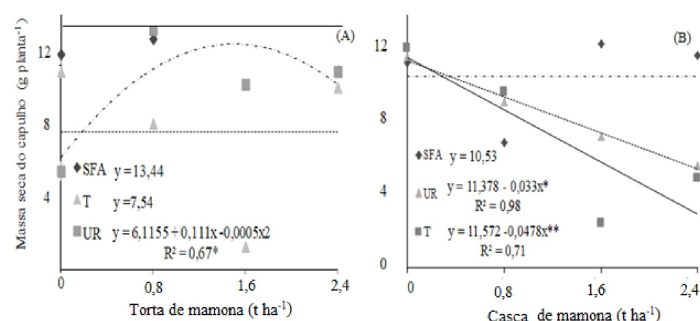 Massa seca do capulho (g planta-1)
12
8
4
(A)
SFA y=13,44
T y=7,54
UR y=6,1155+0,111x-0,0005x2
R² = 0,67*
0
0,8
1,6
2,4
Torta de mamona (t ha-1)
12
8
4
0
(B)
SFA y = 10,53
UR y = 11,378 - 0,033x*
R² = 0,98
T y = 11,572 -0,0478x**
R² = 0,71
0
0,8
1,6
2,4
Casca de mamona (t ha-1)